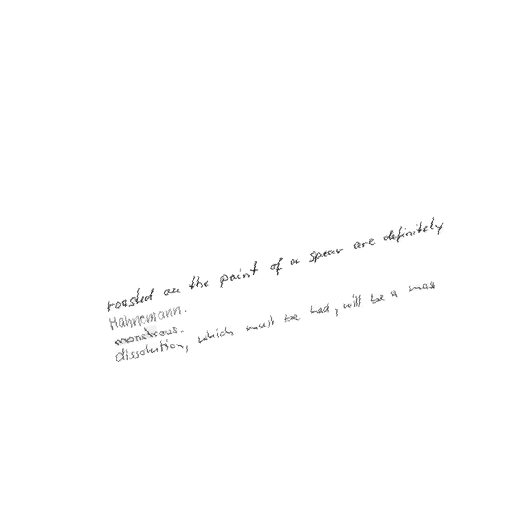 roasted on the point of a spear are definitely
Hahnemann.
monstrous.
dissolution, which must be had, will be a mass